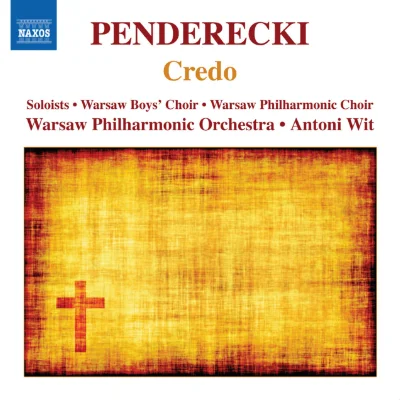 NAXOS
PENDERECKI
Credo
Soloists • Warsaw Boys' Choir • Warsaw Philharmonic Choir
Warsaw Philharmonic Orchestra • Antoni Wit